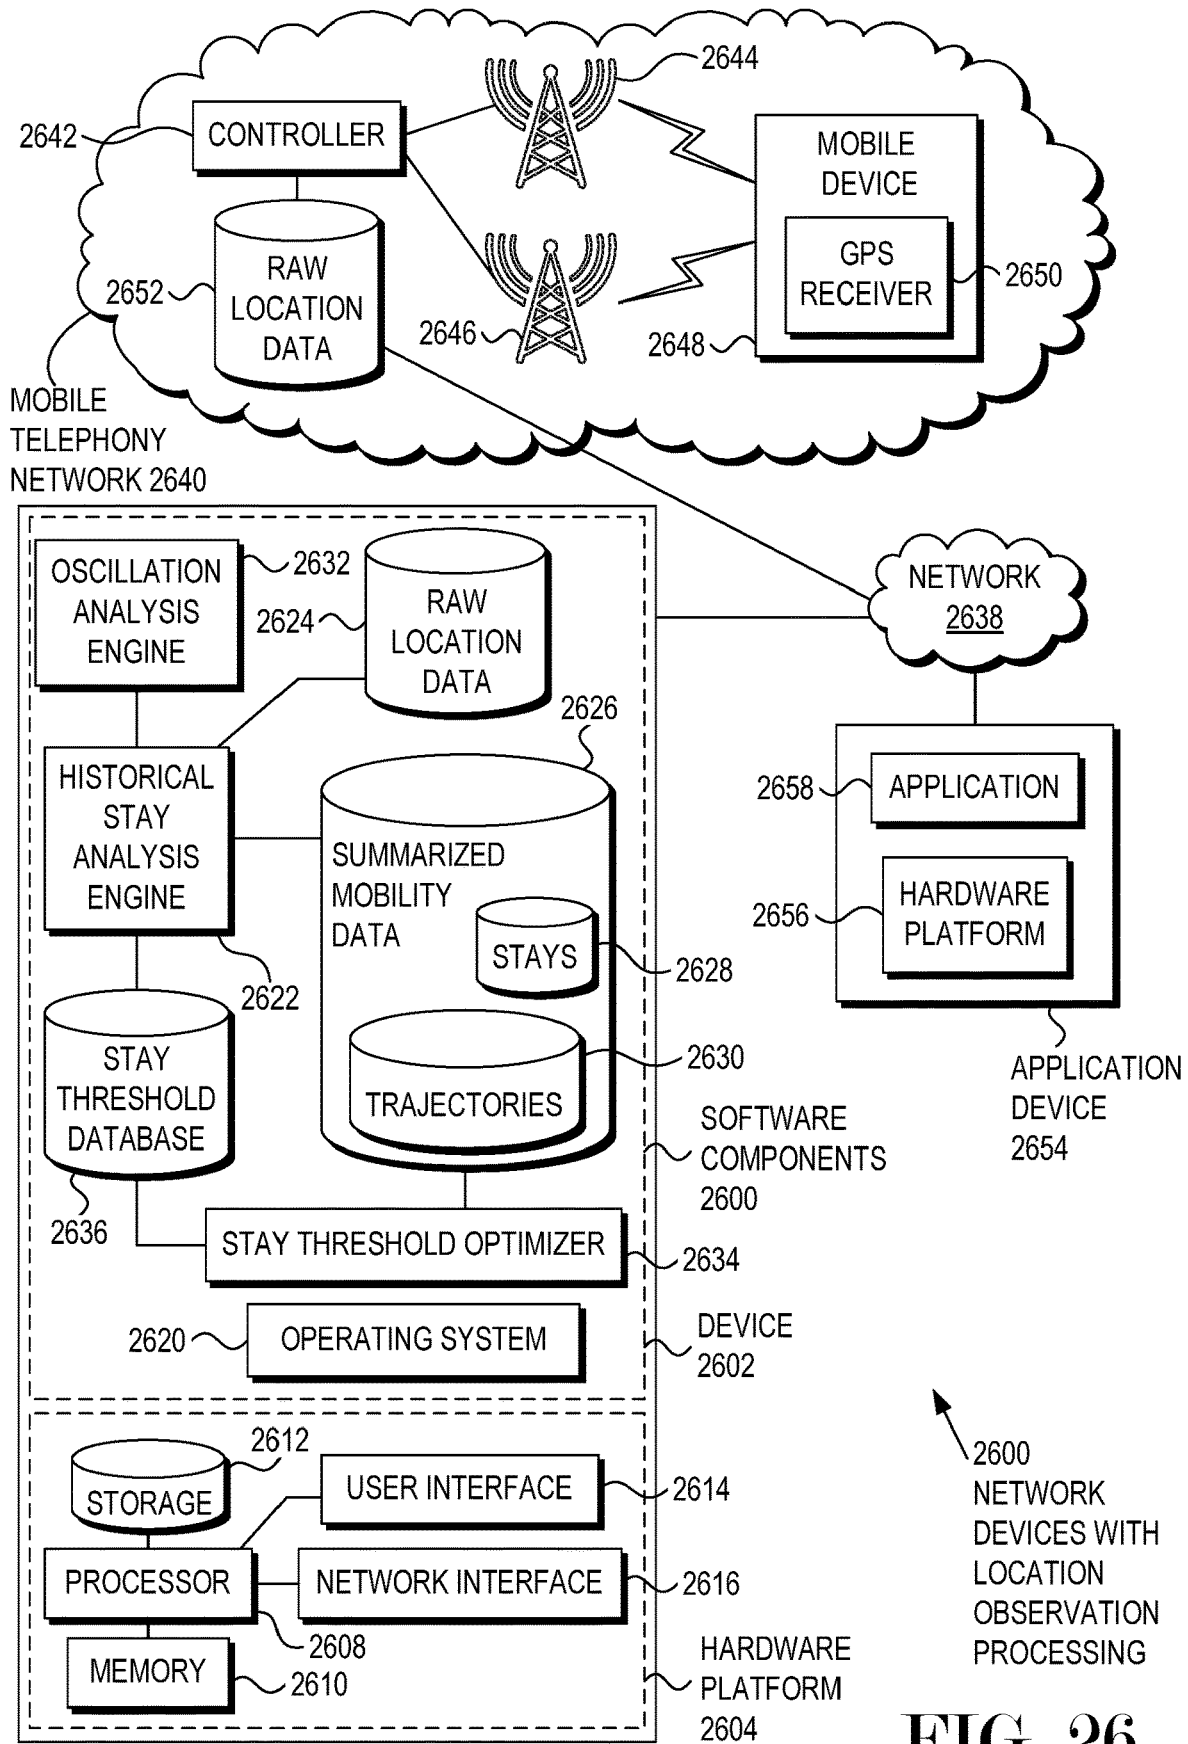 2644
2642
CONTROLLER
MOBILE
DEVICE
RAW
LOCATION
DATA
2652
GPS
RECEIVER
2650
2646
2648
MOBILE
TELEPHONY
NETWORK 2640
OSCILLATION
ANALYSIS
ENGINE
2632
2624
RAW
LOCATION
DATA
NETWORK
2638
2626
HISTORICAL
STAY
ANALYSIS
ENGINE
2622
SUMMARIZED
MOBILITY
DATA
STAYS
2628
2658
APPLICATION
2656
HARDWARE
PLATFORM
STAY
THRESHOLD
DATABASE
2636
TRAJECTORIES
2630
APPLICATION
DEVICE
2654
SOFTWARE
COMPONENTS
2600
STAY THRESHOLD OPTIMIZER
2634
2620
OPERATING SYSTEM
DEVICE
2602
2612
STORAGE
USER INTERFACE
2614
PROCESSOR
2608
NETWORK INTERFACE
2616
MEMORY
2610
HARDWARE
PLATFORM
2604
2600
NETWORK
DEVICES WITH
LOCATION
OBSERVATION
PROCESSING
FIG. 26